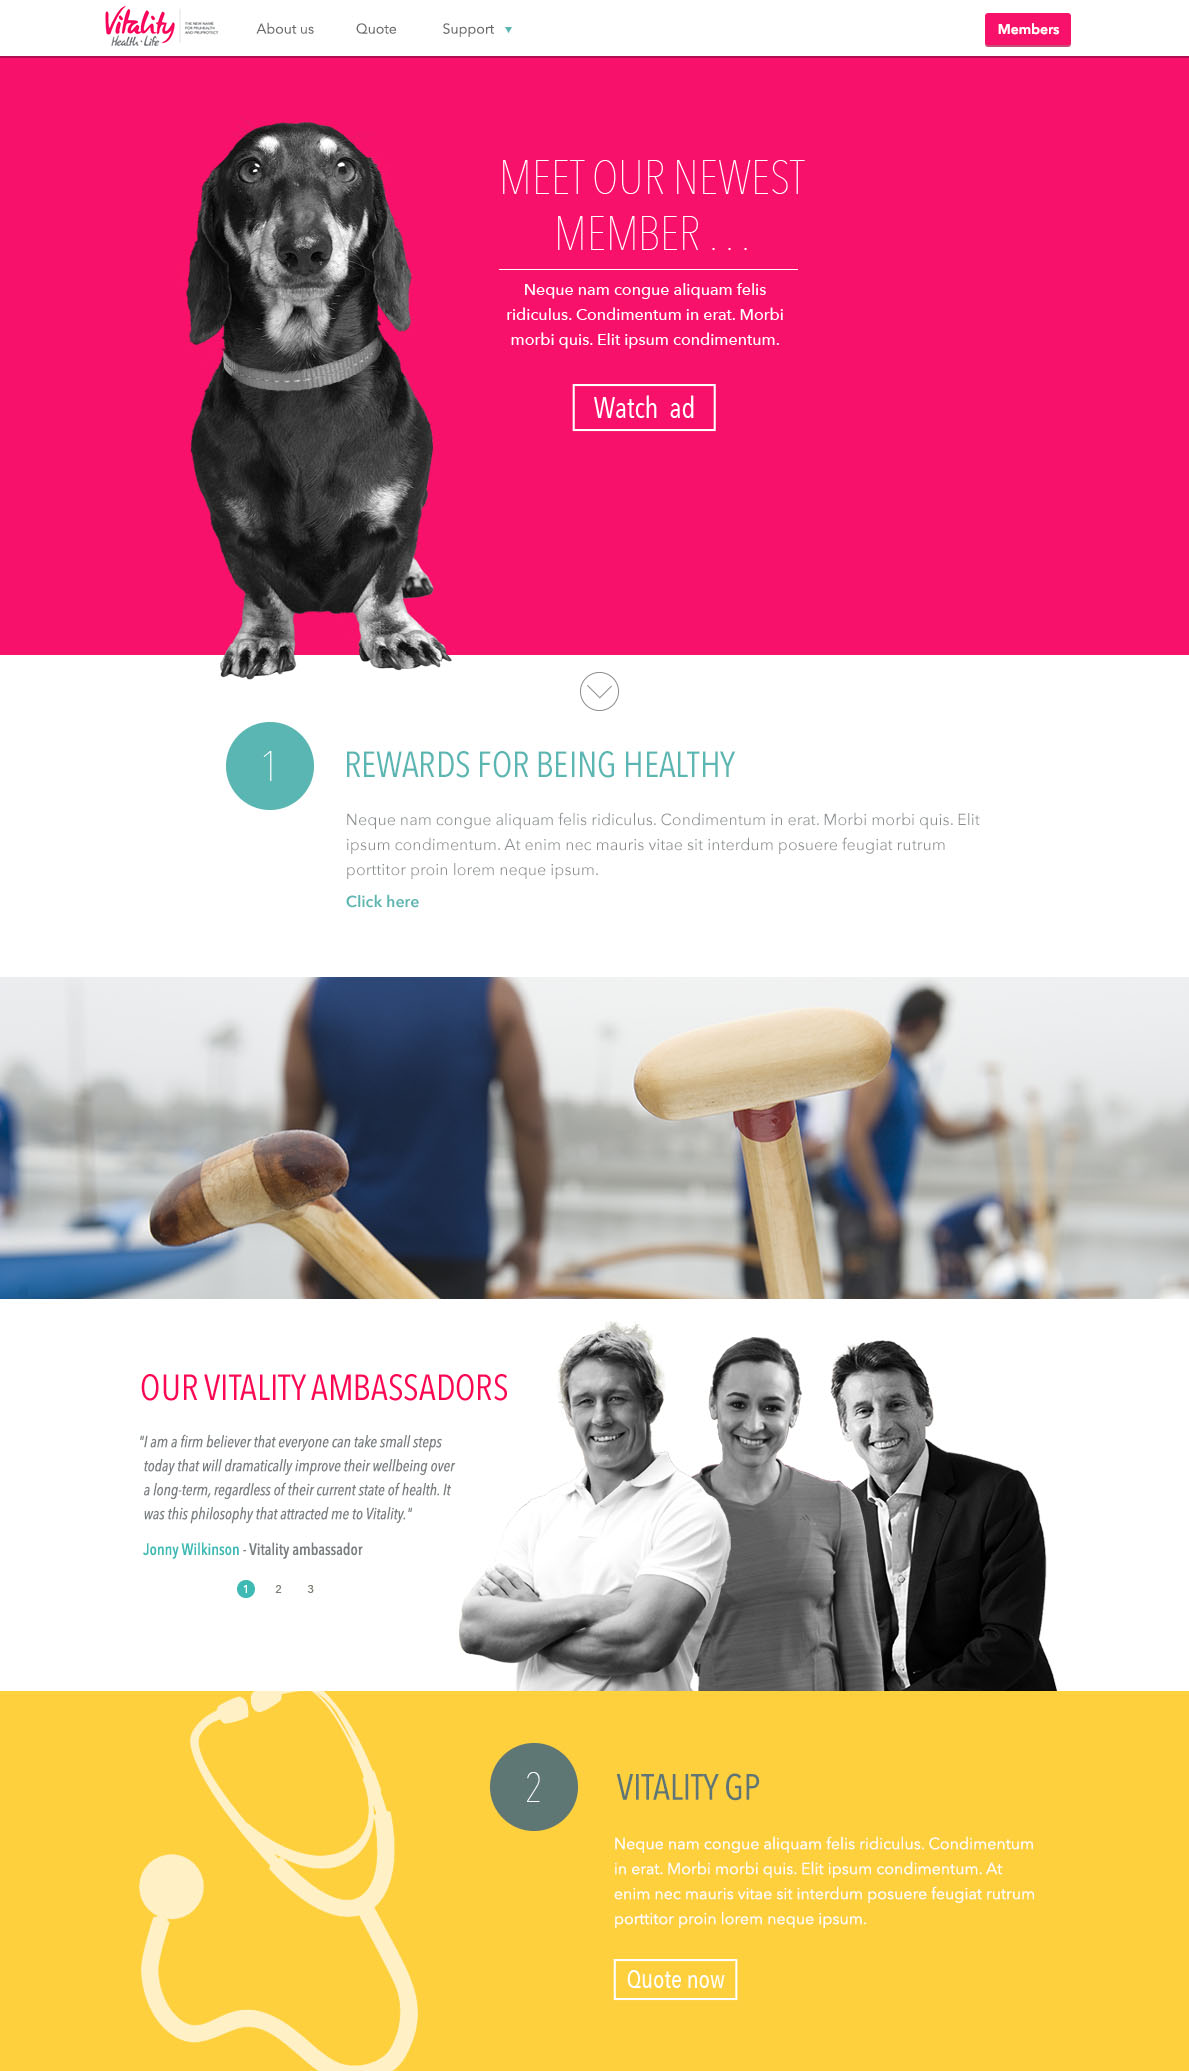 Vitality
Health · Life
THE NEW NAME
FOR PRUHEALTH
AND PRUPROTECT
About us
Quote
Support
Members
MEET OUR NEWEST
MEMBER . . .
Neque nam congue aliquam felis
ridiculus. Condimentum in erat. Morbi
morbi quis. Elit ipsum condimentum.
Watch ad
1
REWARDS FOR BEING HEALTHY
Neque nam congue aliquam felis ridiculus. Condimentum in erat. Morbi morbi quis. Elit
ipsum condimentum. At enim nec mauris vitae sit interdum posuere feugiat rutrum
porttitor proin lorem neque ipsum.
Click here
OUR VITALITY AMBASSADORS
"I am a firm believer that everyone can take small steps
today that will dramatically improve their wellbeing over
a long-term, regardless of their current state of health. It
was this philosophy that attracted me to Vitality."
Jonny Wilkinson - Vitality ambassador
1 2 3
2
VITALITY GP
Neque nam congue aliquam felis ridiculus. Condimentum
in erat. Morbi morbi quis. Elit ipsum condimentum. At
enim nec mauris vitae sit interdum posuere feugiat rutrum
porttitor proin lorem neque ipsum.
Quote now